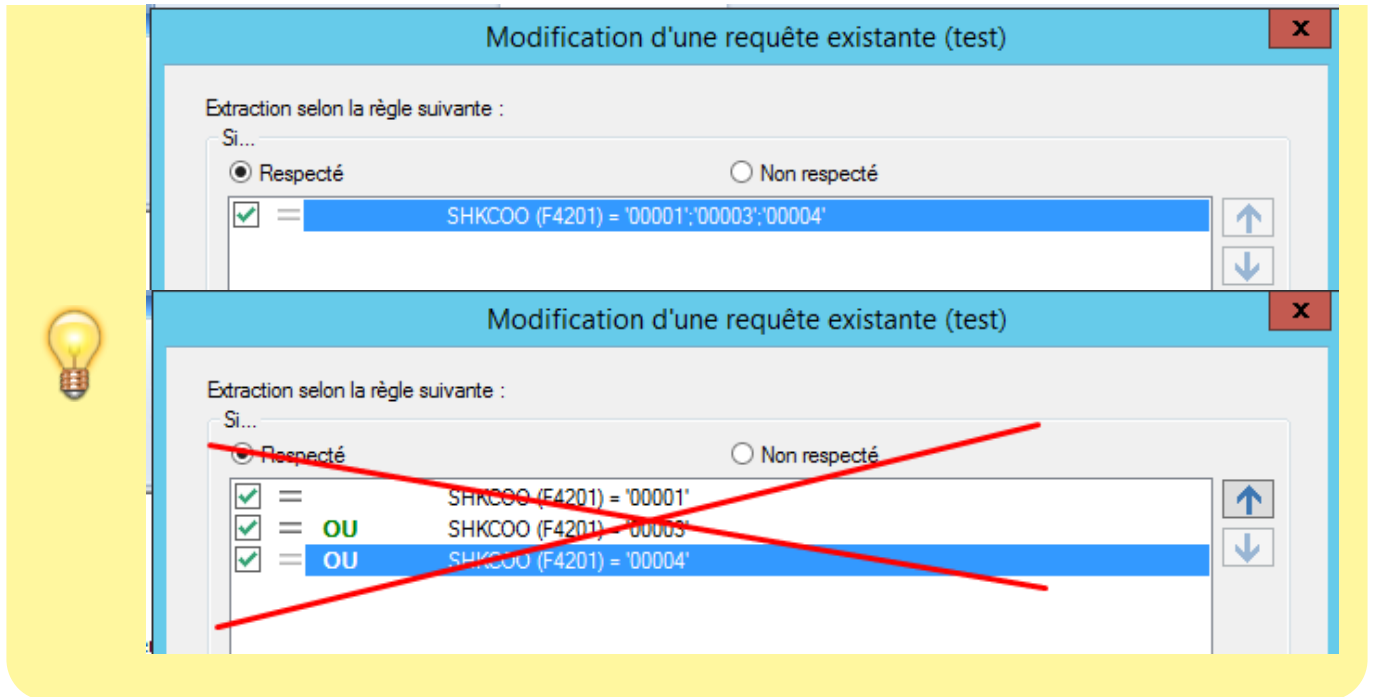 Modification d'une requête existante (test)
x
Extraction selon la règle suivante :
Si...
Respecté Non respecté
= SHKCOO (F4201) = '00001';'00003';'00004'
Modification d'une requête existante (test)
x
Extraction selon la règle suivante :
Si...
Respecté Non respecté
= SHKCOO (F4201) = '00001'
= OU SHKCOO (F4201) = '00003'
= OU SHKCOO (F4201) = '00004'